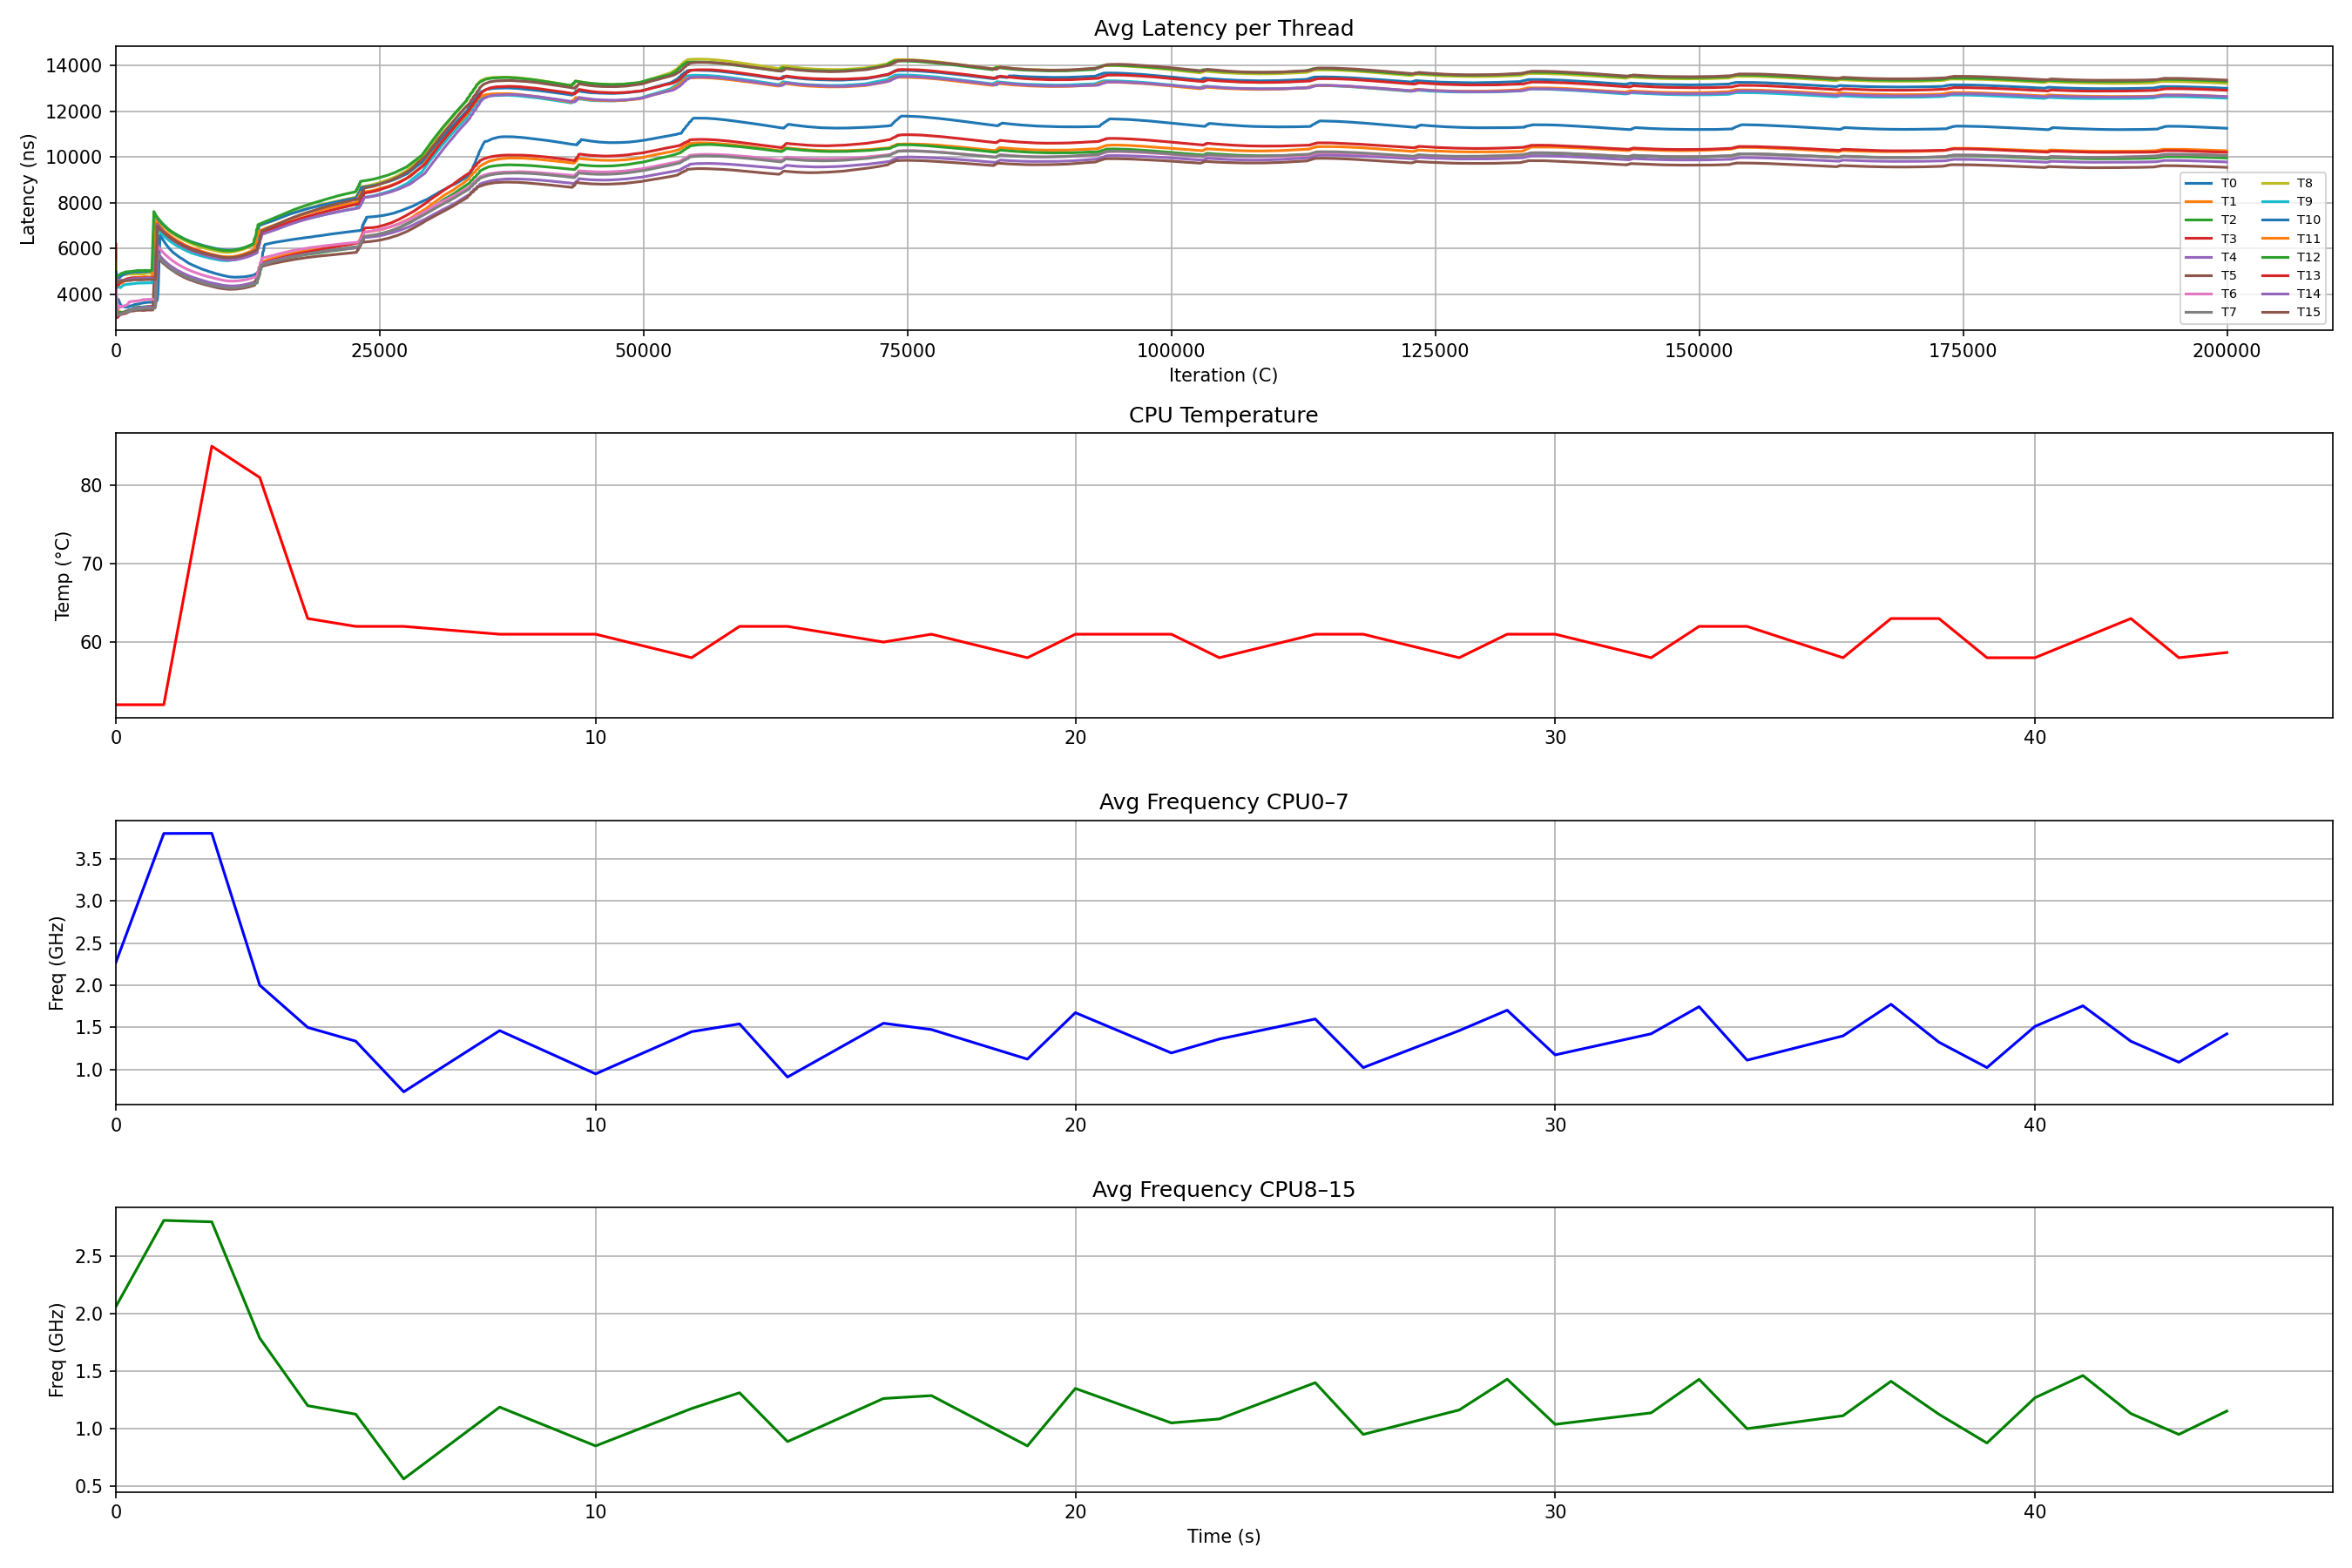 Avg Latency per Thread
Latency (ns)
14000
12000
10000
8000
6000
4000
T0 T8
T1 T9
T2 T10
T3 T11
T4 T12
T5 T13
T6 T14
T7 T15
0 25000 50000 75000 100000 125000 150000 175000 200000
Iteration (C)
CPU Temperature
Temp (°C)
80
70
60
0 10 20 30 40
Avg Frequency CPU0–7
Freq (GHz)
3.5
3.0
2.5
2.0
1.5
1.0
0 10 20 30 40
Avg Frequency CPU8–15
Freq (GHz)
2.5
2.0
1.5
1.0
0.5
0 10 20 30 40
Time (s)